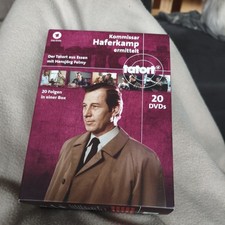 Kommissar
Haferkamp
ermittelt
Der Tatort aus Essen
mit Hansjörg Felmy
20 Folgen
in einer Box
tatort
20
DVDs